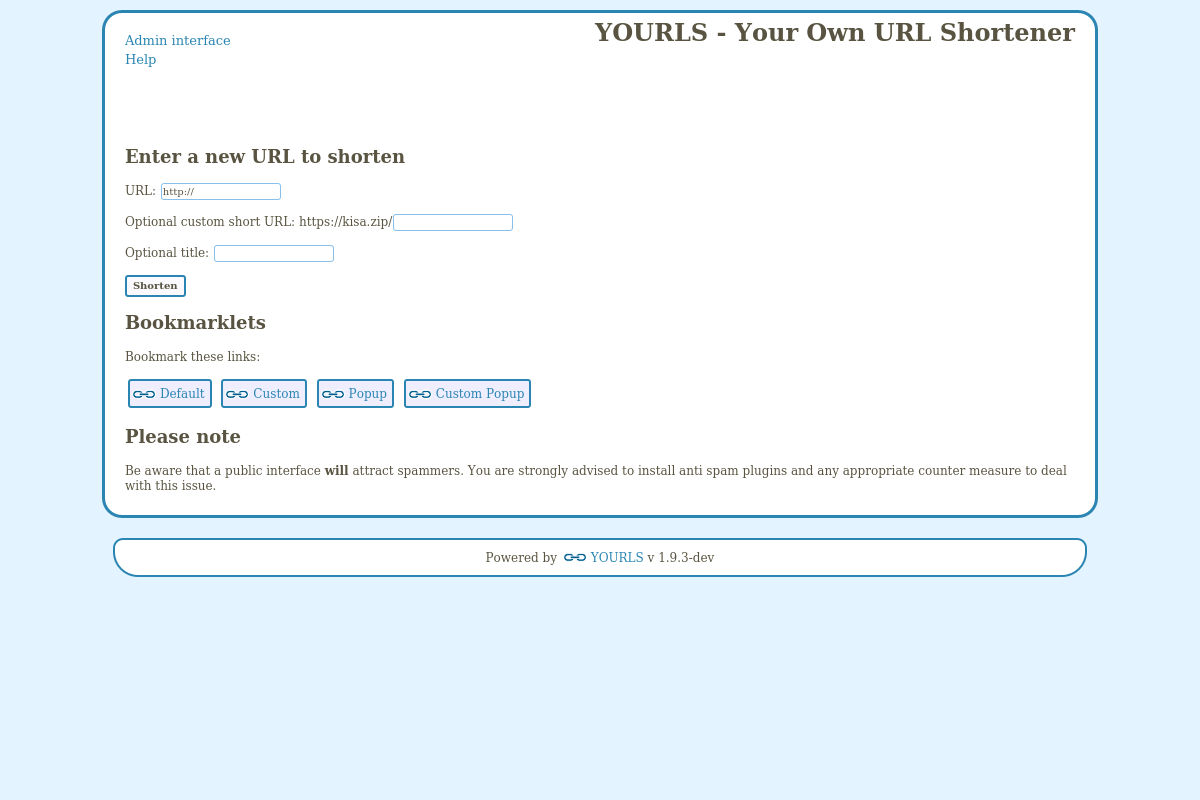 Admin interface
Help
YOURLS - Your Own URL Shortener
Enter a new URL to shorten
URL: http://
Optional custom short URL: https://kisa.zip/
Optional title:
Shorten
Bookmarklets
Bookmark these links:
Default Custom Popup Custom Popup
Please note
Be aware that a public interface will attract spammers. You are strongly advised to install anti spam plugins and any appropriate counter measure to deal
with this issue.
Powered by YOURLS v 1.9.3-dev